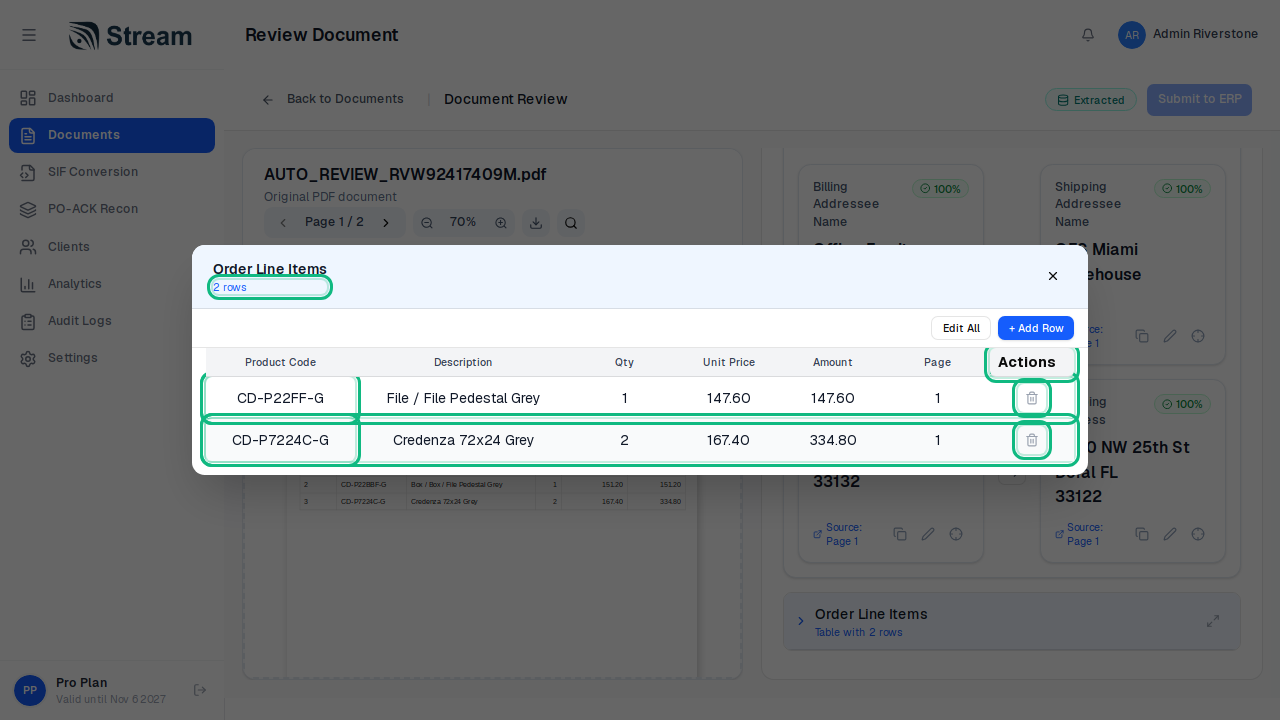 Stream
Review Document
AR
Admin Riverstone
Dashboard
Documents
SIF Conversion
PO-ACK Recon
Clients
Analytics
Audit Logs
Settings
PP
Pro Plan
Valid until Nov 6 2027
Back to Documents
Document Review
Extracted
Submit to ERP
AUTO_REVIEW_RVW92417409M.pdf
Original PDF document
Page 1 / 2
70%
Billing
Addressee
Name
100%
Shipping
Addressee
Name
100%
Miami
Order Line Items
2 rows
Edit All
+ Add Row
Product Code
Description
Qty
Unit Price
Amount
Page
Actions
CD-P22FF-G
File / File Pedestal Grey
1
147.60
147.60
1
CD-P7224C-G
Credenza 72x24 Grey
2
167.40
334.80
1
2
CD-P22BBF-G
Box / Box / File Pedestal Grey
1
151.20
151.20
3
CD-P7224C-G
Credenza 72x24 Grey
2
167.40
334.80
100%
33132
NW 25th St
Doral FL
33122
Source:
Page 1
Source:
Page 1
Order Line Items
Table with 2 rows